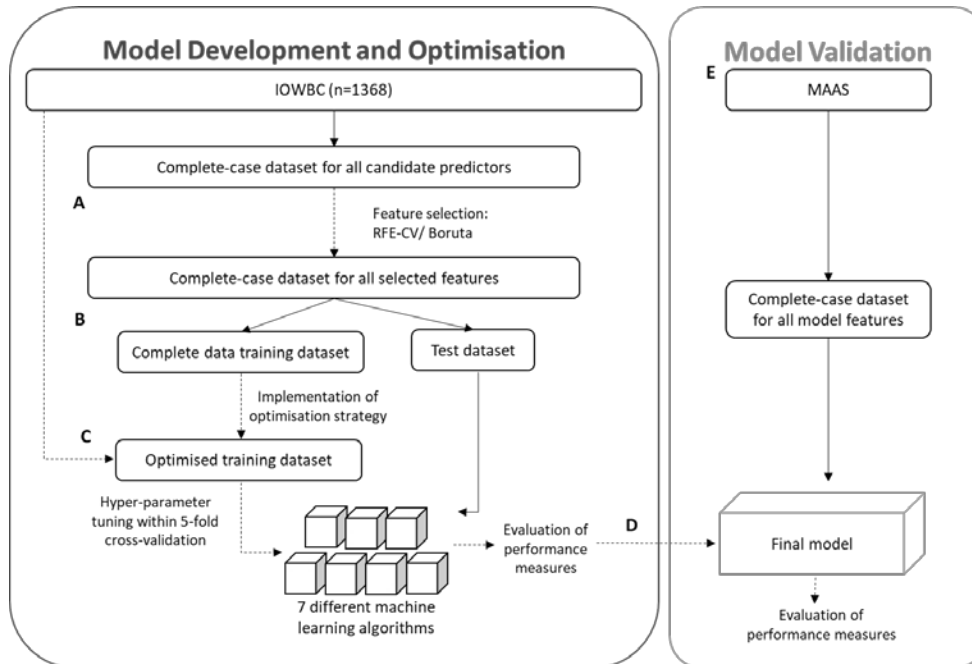 Model Development and Optimisation
IOWBC (n=1368)
Complete-case dataset for all candidate predictors
A
Feature selection:
RFE-CV/ Boruta
Complete-case dataset for all selected features
B
Complete data training dataset
Test dataset
Implementation of
optimisation strategy
C
Optimised training dataset
Hyper-parameter
tuning within 5-fold
cross-validation
7 different machine
learning algorithms
Evaluation of
performance
measures
D
Model Validation
E
MAAS
Complete-case dataset
for all model features
Final model
Evaluation of
performance measures